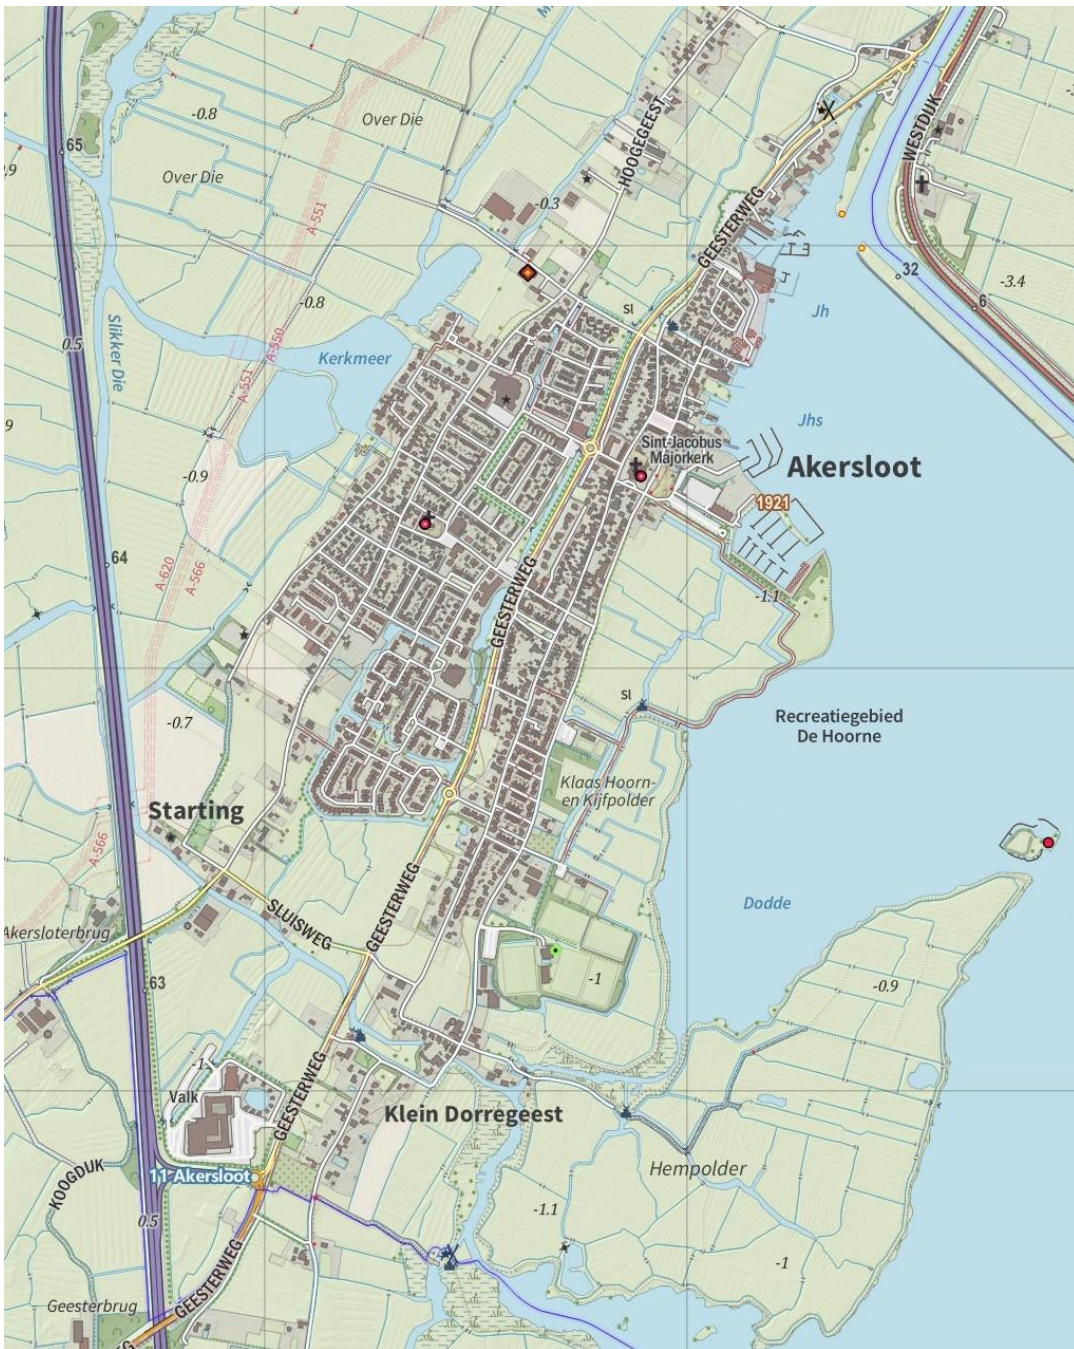 M
65
-0.8
Over Die
Over Die
HOOGEGEEST
WESTDIJK
-0.3
A-551
GEESTERWEG
32
6
-3.4
-0.8
sl
Jh
Slikker Die
0.5
A-550
A-551
Kerkmeer
Jhs
Sint-Jacobus
Majorkerk
Akersloot
-0.9
1921
64
A-620
A-566
GEESTERWEG
-1.1
sl
-0.7
Recreatiegebied
De Hoorne
Klaas Hoorn-
en Kijfpolder
Starting
A-566
SLUISWEG
GEESTERWEG
Dodde
Akersloterbrug
63
-1
-0.9
-1
Valk
GEESTERWEG
Klein Dorregeest
11 Akersloot
KOOGDIJK
Hempolder
-1.1
0.5
-1
GEESTERWEG
Geesterbrug